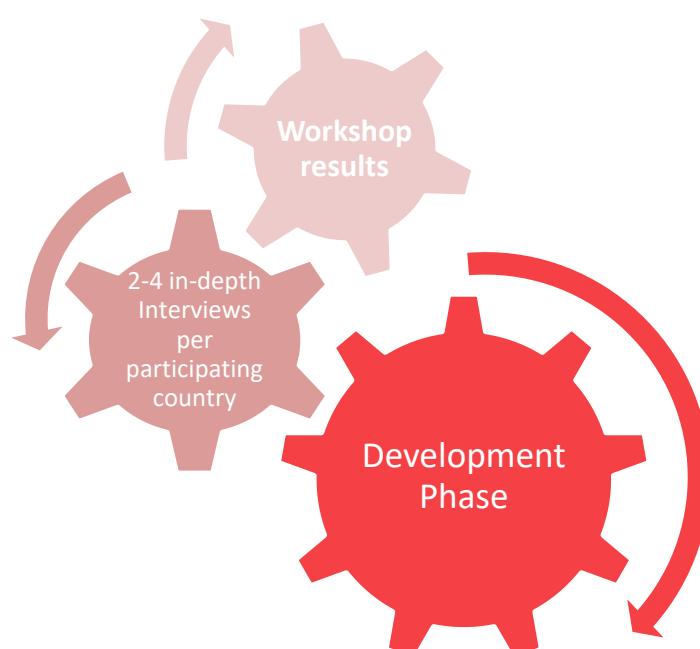 Workshop
results
2-4 in-depth
Interviews
per
participating
country
Development
Phase